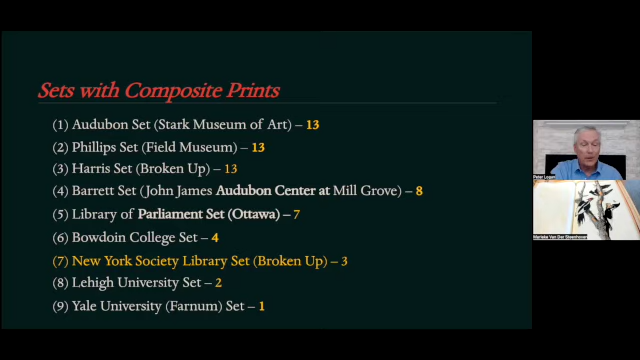 Sets with Composite Prints
(1) Audubon Set (Stark Museum of Art) – 13
(2) Phillips Set (Field Museum) – 13
(3) Harris Set (Broken Up) – 13
(4) Barrett Set (John James Audubon Center at Mill Grove) – 8
(5) Library of Parliament Set (Ottawa) – 7
(6) Bowdoin College Set – 4
(7) New York Society Library Set (Broken Up) – 3
(8) Lehigh University Set – 2
(9) Yale University (Farnum) Set – 1
Peter Logan